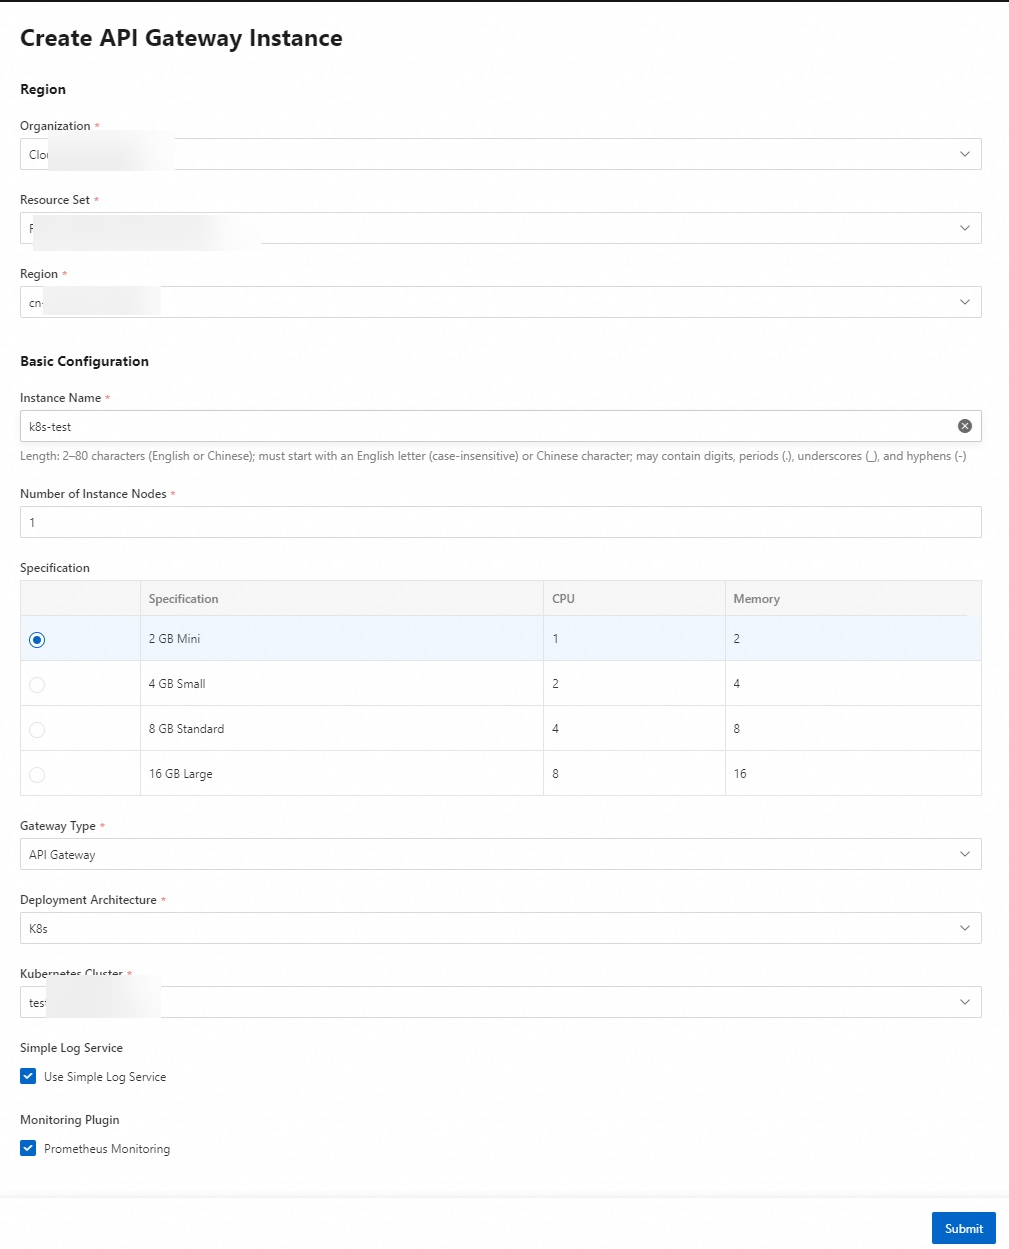 Create API Gateway Instance
Region
Organization *
Resource Set *
Region *
cn-
Basic Configuration
Instance Name *
k8s-test
Length: 2–80 characters (English or Chinese); must start with an English letter (case-insensitive) or Chinese character; may contain digits, periods (.), underscores (_), and hyphens (-)
Number of Instance Nodes *
1
Specification
Specification CPU Memory
2 GB Mini 1 2
4 GB Small 2 4
8 GB Standard 4 8
16 GB Large 8 16
Gateway Type *
API Gateway
Deployment Architecture *
K8s
Kubernetes Cluster *
Simple Log Service
Use Simple Log Service
Monitoring Plugin
Prometheus Monitoring
Submit